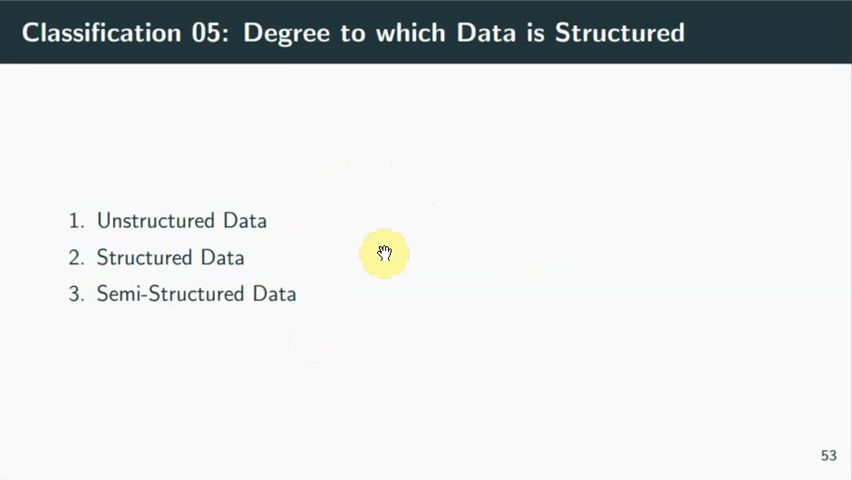 Classification 05: Degree to which Data is Structured
1. Unstructured Data
2. Structured Data
3. Semi-Structured Data
53